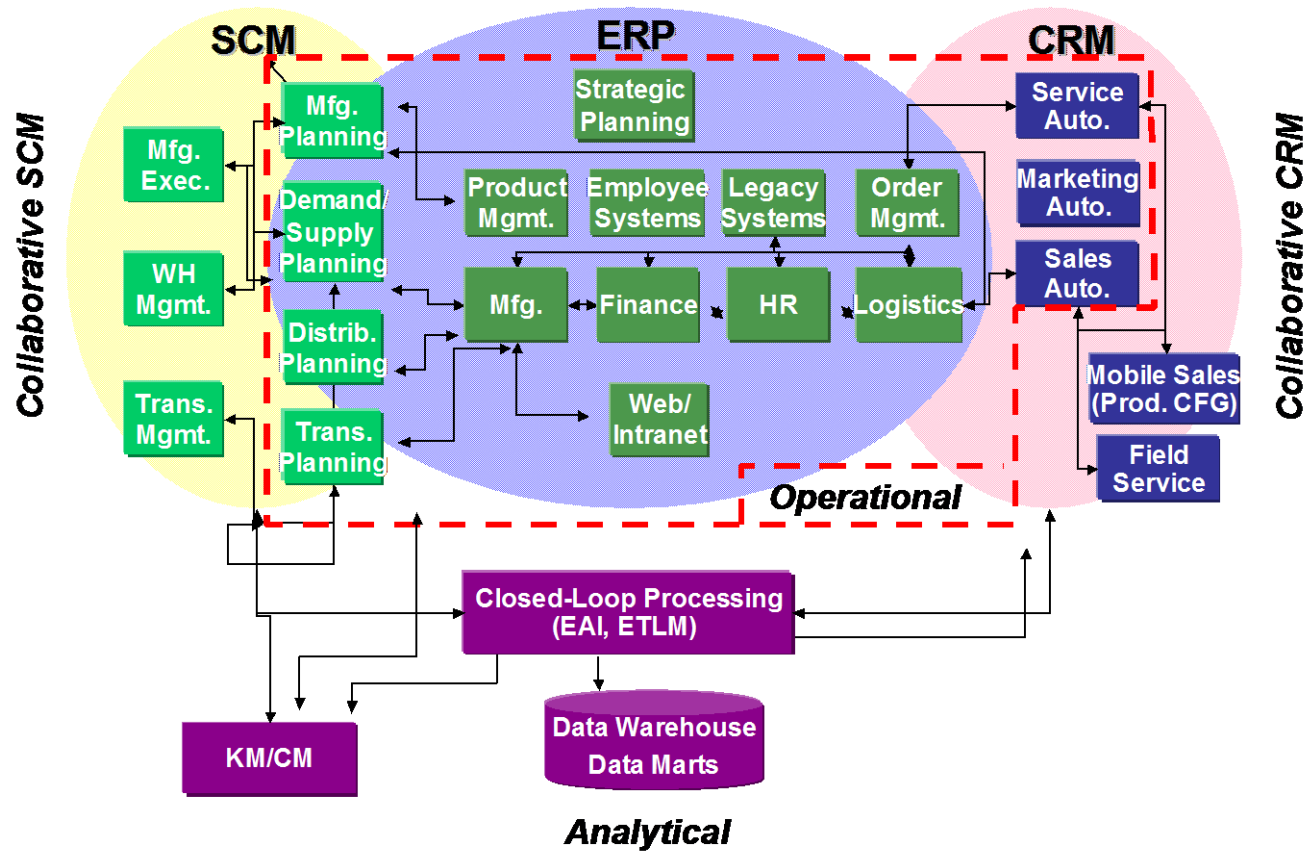 SCM
ERP
CRM
Collaborative SCM
Collaborative CRM
Mfg.
Planning
Mfg.
Exec.
Demand/
Supply
Planning
WH
Mgmt.
Distrib.
Planning
Trans.
Mgmt.
Trans.
Planning
Strategic
Planning
Product
Mgmt.
Employee
Systems
Legacy
Systems
Order
Mgmt.
Mfg.
Finance
HR
Logistics
Web/
Intranet
Service
Auto.
Marketing
Auto.
Sales
Auto.
Mobile Sales
(Prod. CFG)
Field
Service
Operational
Closed-Loop Processing
(EAI, ETLM)
KM/CM
Data Warehouse
Data Marts
Analytical